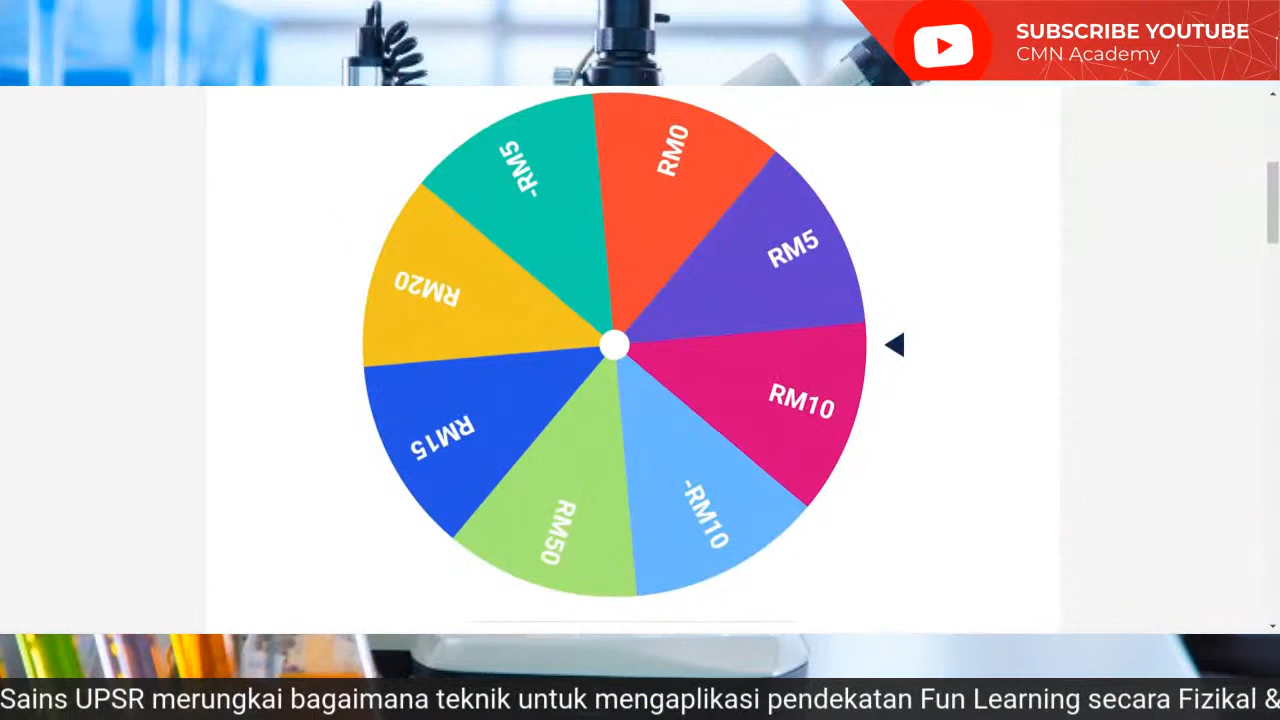 SUBSCRIBE YOUTUBE
CMN Academy
RM0
-RM5
RM5
RM20
RM10
RM15
-RM10
RM50
Sains UPSR merungkai bagaimana teknik untuk mengaplikasi pendekatan Fun Learning secara Fizikal &